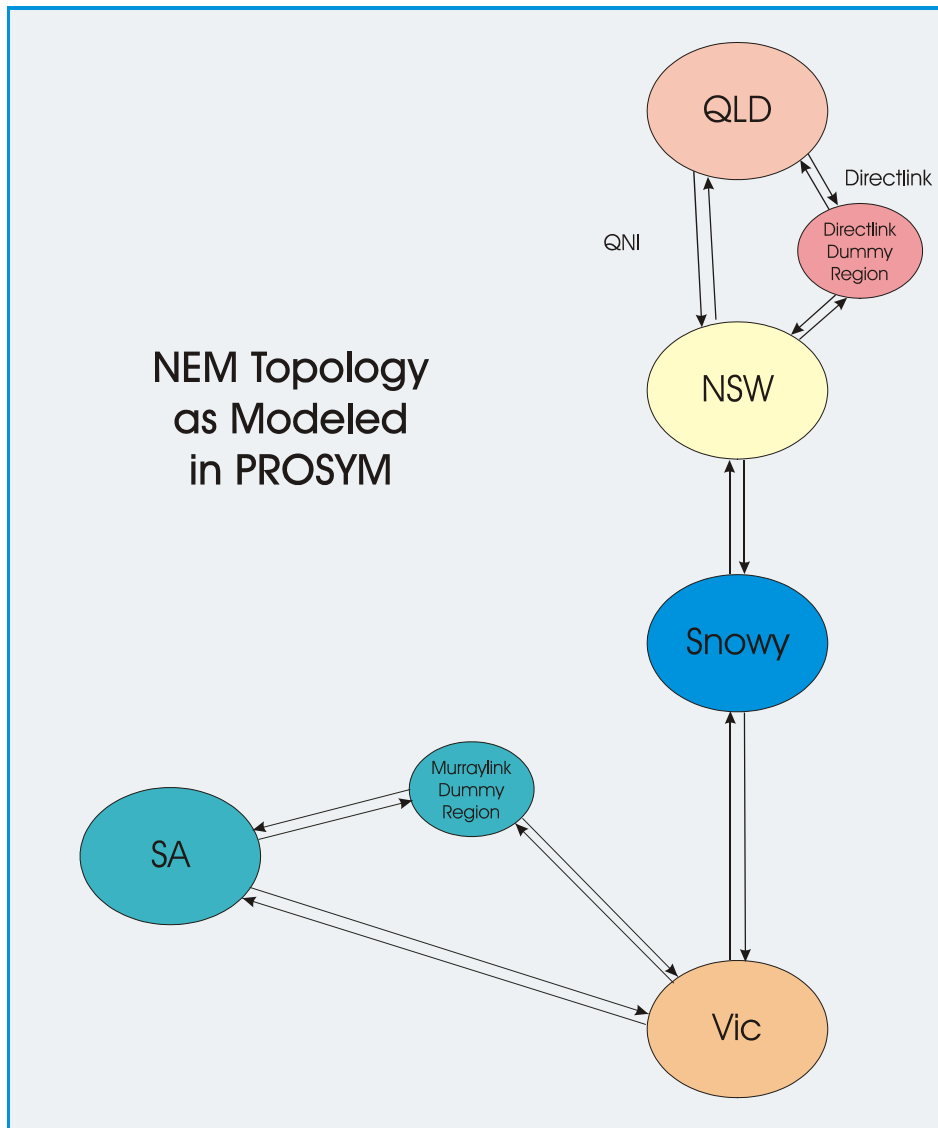 QLD
Directlink
Directlink
Dummy
Region
QNI
NEM Topology
as Modeled
in PROSYM
NSW
Snowy
Murraylink
Dummy
Region
SA
Vic